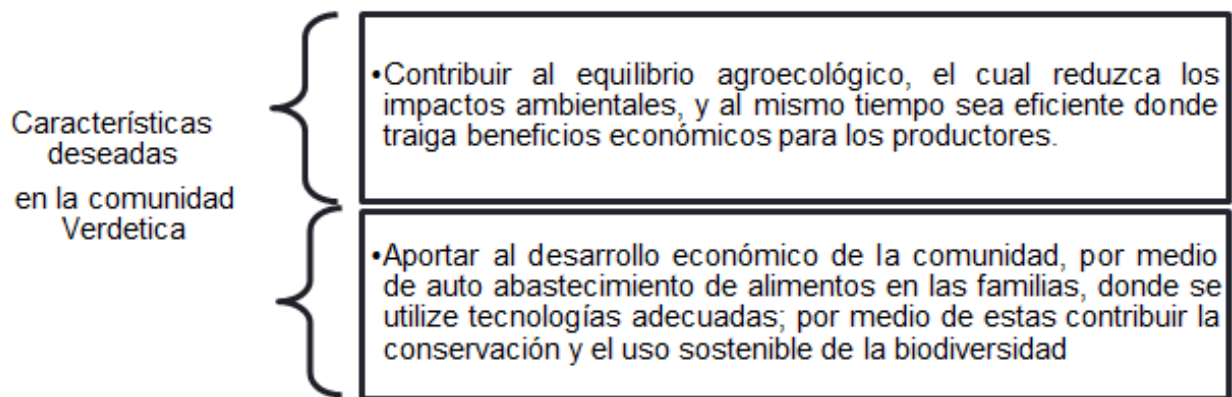 Características
deseadas
en la comunidad
Verdetica
•Contribuir al equilibrio agroecológico, el cual reduzca los
impactos ambientales, y al mismo tiempo sea eficiente donde
traiga beneficios económicos para los productores.
•Aportar al desarrollo económico de la comunidad, por medio
de auto abastecimiento de alimentos en las familias, donde se
utilize tecnologías adecuadas; por medio de estas contribuir la
conservación y el uso sostenible de la biodiversidad